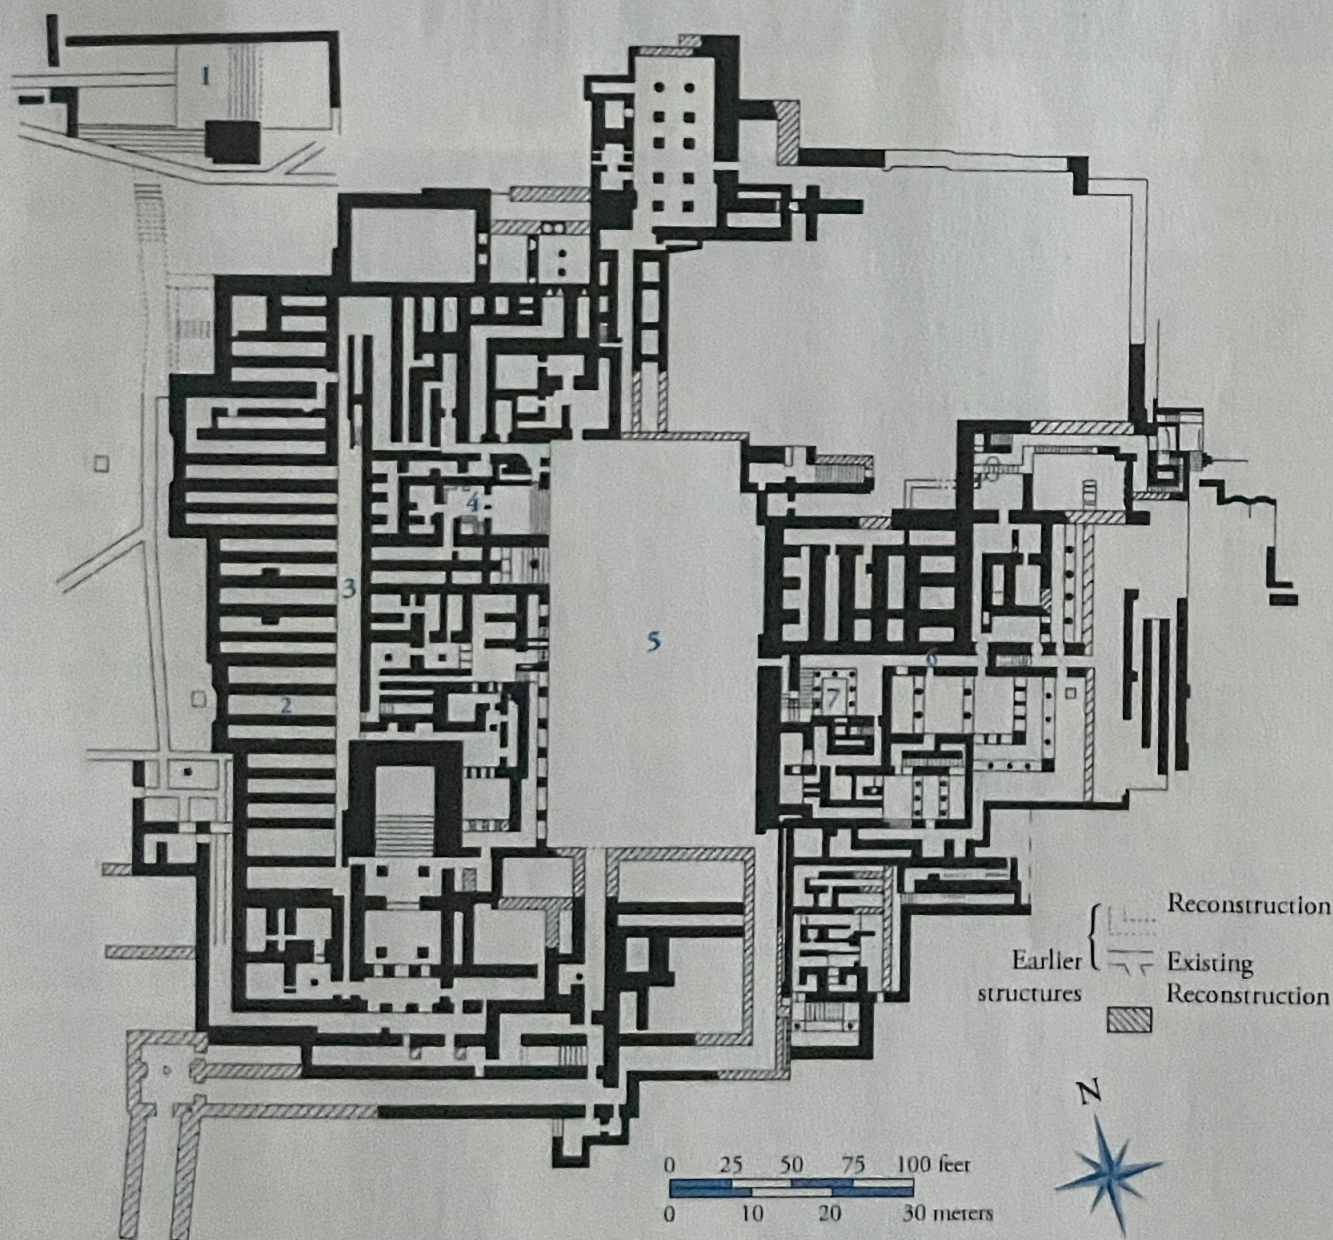 1
4
3
5
6
7
2
Reconstruction
Earlier structures
Existing
Reconstruction
N
0 25 50 75 100 feet
0 10 20 30 meters